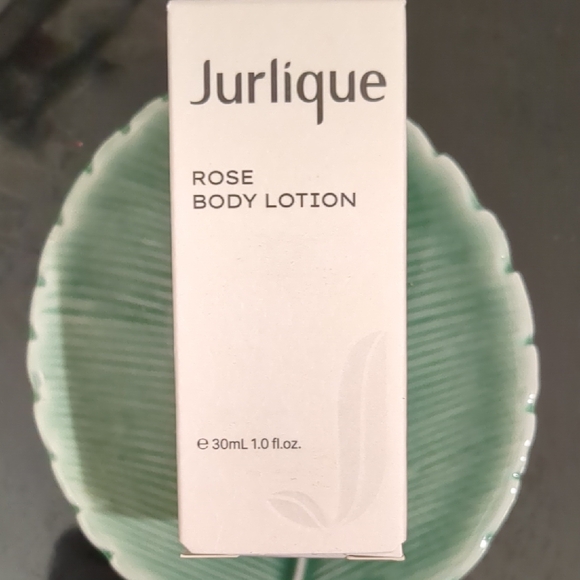 Jurlique
ROSE
BODY LOTION
℮ 30mL 1.0 fl.oz.